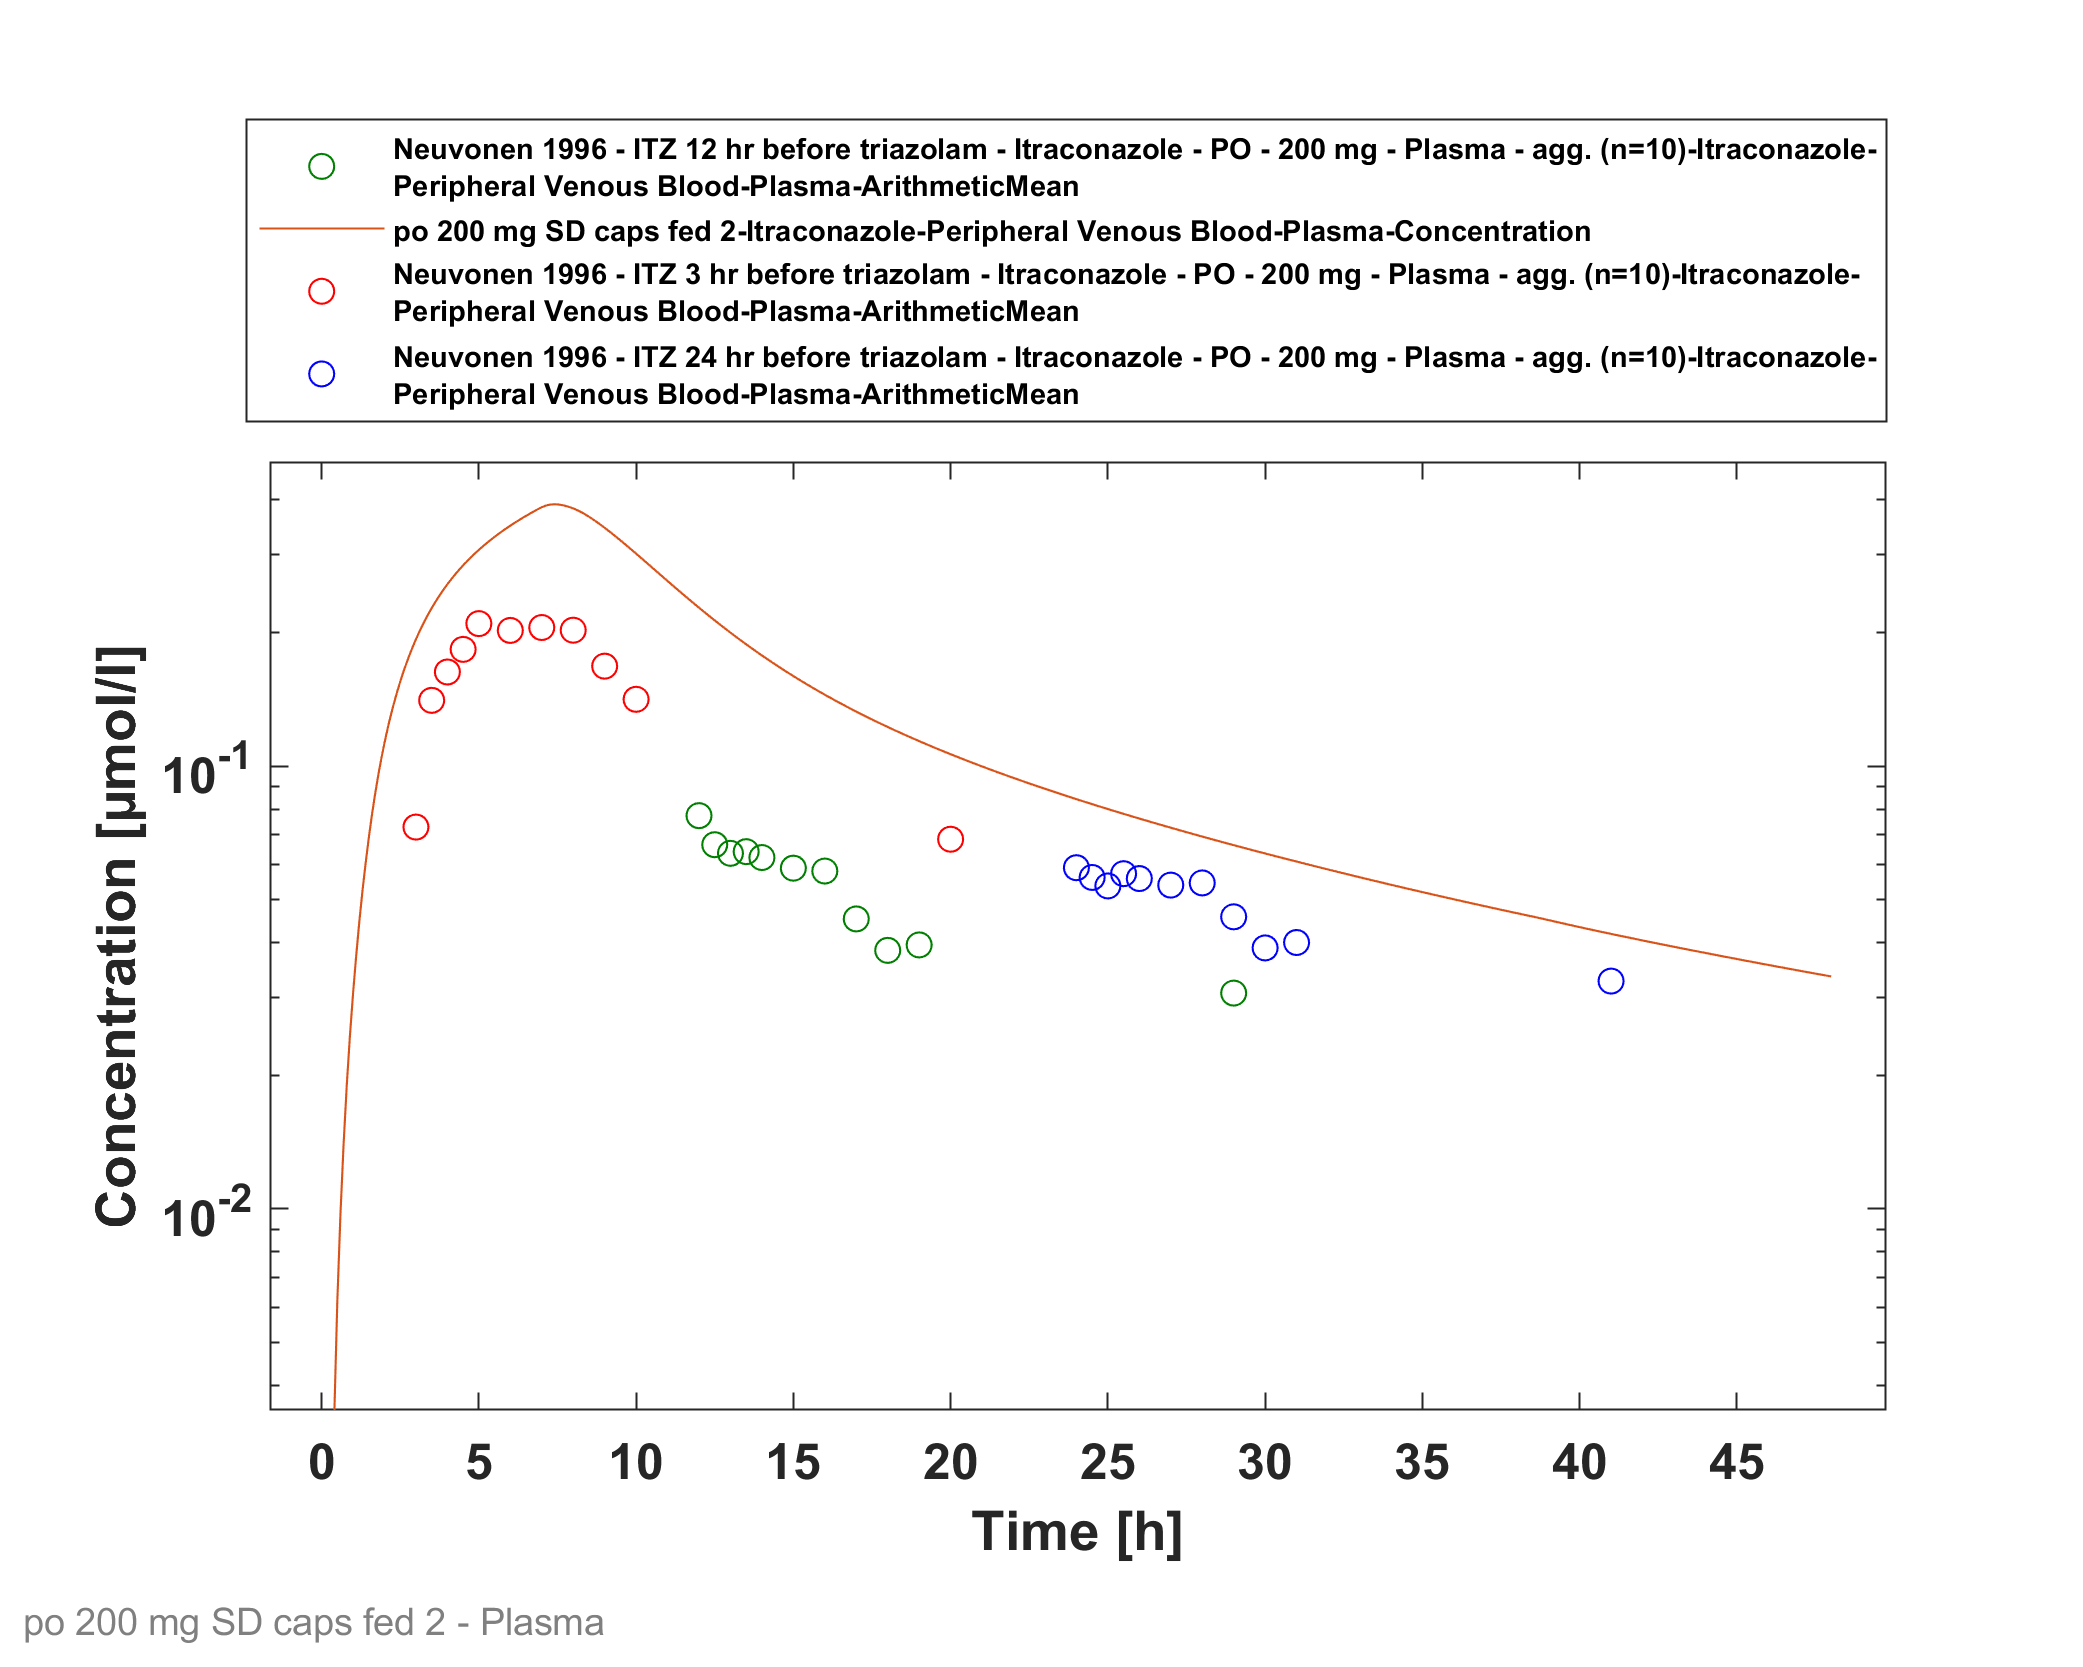 Neuvonen 1996 - ITZ 12 hr before triazolam - Itraconazole - PO - 200 mg - Plasma - agg. (n=10)-Itraconazole-
Peripheral Venous Blood-Plasma-ArithmeticMean
po 200 mg SD caps fed 2-Itraconazole-Peripheral Venous Blood-Plasma-Concentration
Neuvonen 1996 - ITZ 3 hr before triazolam - Itraconazole - PO - 200 mg - Plasma - agg. (n=10)-Itraconazole-
Peripheral Venous Blood-Plasma-ArithmeticMean
Neuvonen 1996 - ITZ 24 hr before triazolam - Itraconazole - PO - 200 mg - Plasma - agg. (n=10)-Itraconazole-
Peripheral Venous Blood-Plasma-ArithmeticMean
Concentration [µmol/l]
10^-1
10^-2
0 5 10 15 20 25 30 35 40 45
Time [h]
po 200 mg SD caps fed 2 - Plasma